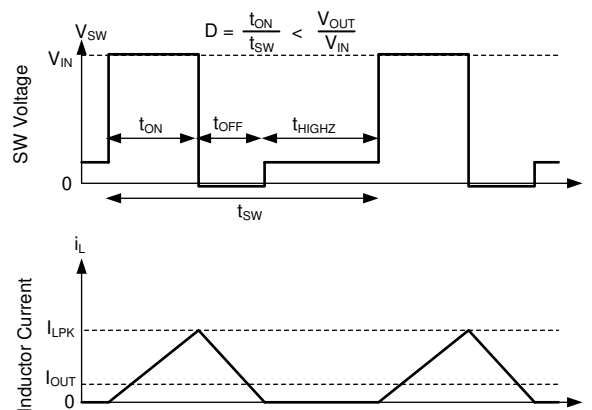 V_SW
D = t_ON / t_SW < V_OUT / V_IN
V_IN
SW Voltage
t_ON
t_OFF
t_HIGHZ
0
t_SW
i_L
Inductor Current
I_LPK
I_OUT
0